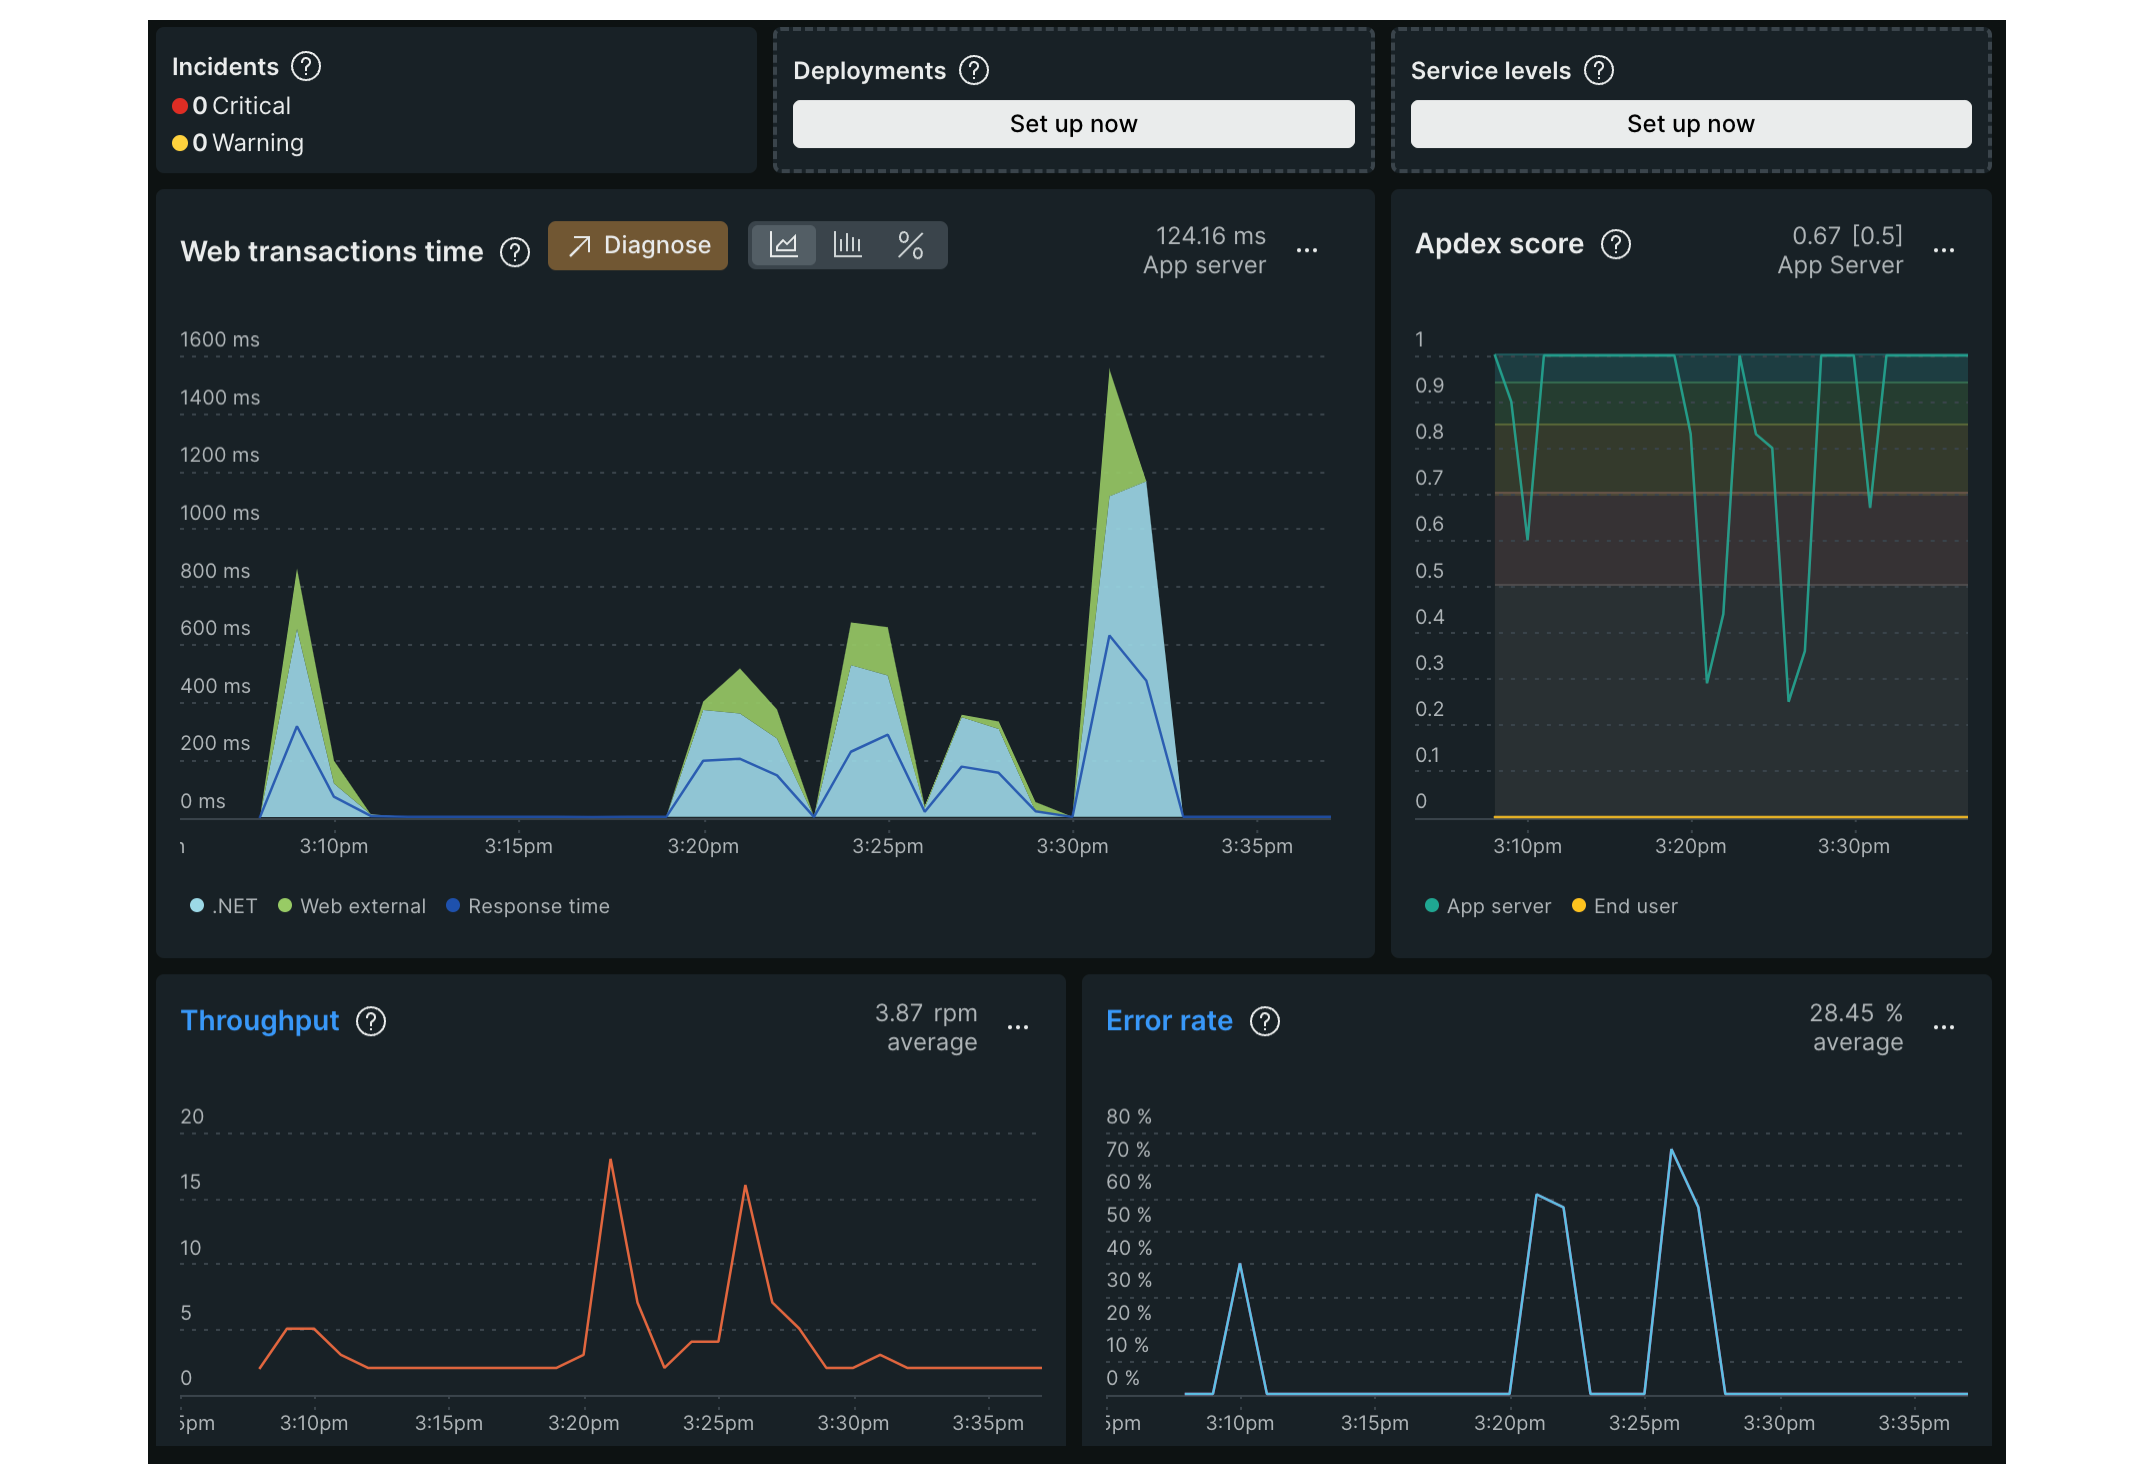 Incidents ?
0 Critical
0 Warning
Deployments ?
Set up now
Service levels ?
Set up now
Web transactions time ?
Diagnose
%
124.16 ms
App server
...
1600 ms
1400 ms
1200 ms
1000 ms
800 ms
600 ms
400 ms
200 ms
0 ms
3:10pm 3:15pm 3:20pm 3:25pm 3:30pm 3:35pm
.NET Web external Response time
Apdex score ?
0.67 [0.5]
App Server
...
1
0.9
0.8
0.7
0.6
0.5
0.4
0.3
0.2
0.1
0
3:10pm 3:20pm 3:30pm
App server End user
Throughput ?
3.87 rpm
average
...
20
15
10
5
0
5pm 3:10pm 3:15pm 3:20pm 3:25pm 3:30pm 3:35pm
Error rate ?
28.45 %
average
...
80 %
70 %
60 %
50 %
40 %
30 %
20 %
10 %
0 %
5pm 3:10pm 3:15pm 3:20pm 3:25pm 3:30pm 3:35pm